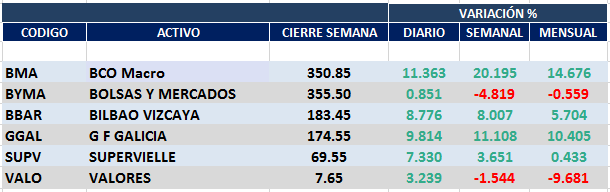 VARIACIÓN %
CODIGO ACTIVO CIERRE SEMANA DIARIO SEMANAL MENSUAL
BMA BCO Macro 350.85 11.363 20.195 14.676
BYMA BOLSAS Y MERCADOS 355.50 0.851 -4.819 -0.559
BBAR BILBAO VIZCAYA 183.45 8.776 8.007 5.704
GGAL G F GALICIA 174.55 9.814 11.108 10.405
SUPV SUPERVIELLE 69.55 7.330 3.651 0.433
VALO VALORES 7.65 3.239 -1.544 -9.681